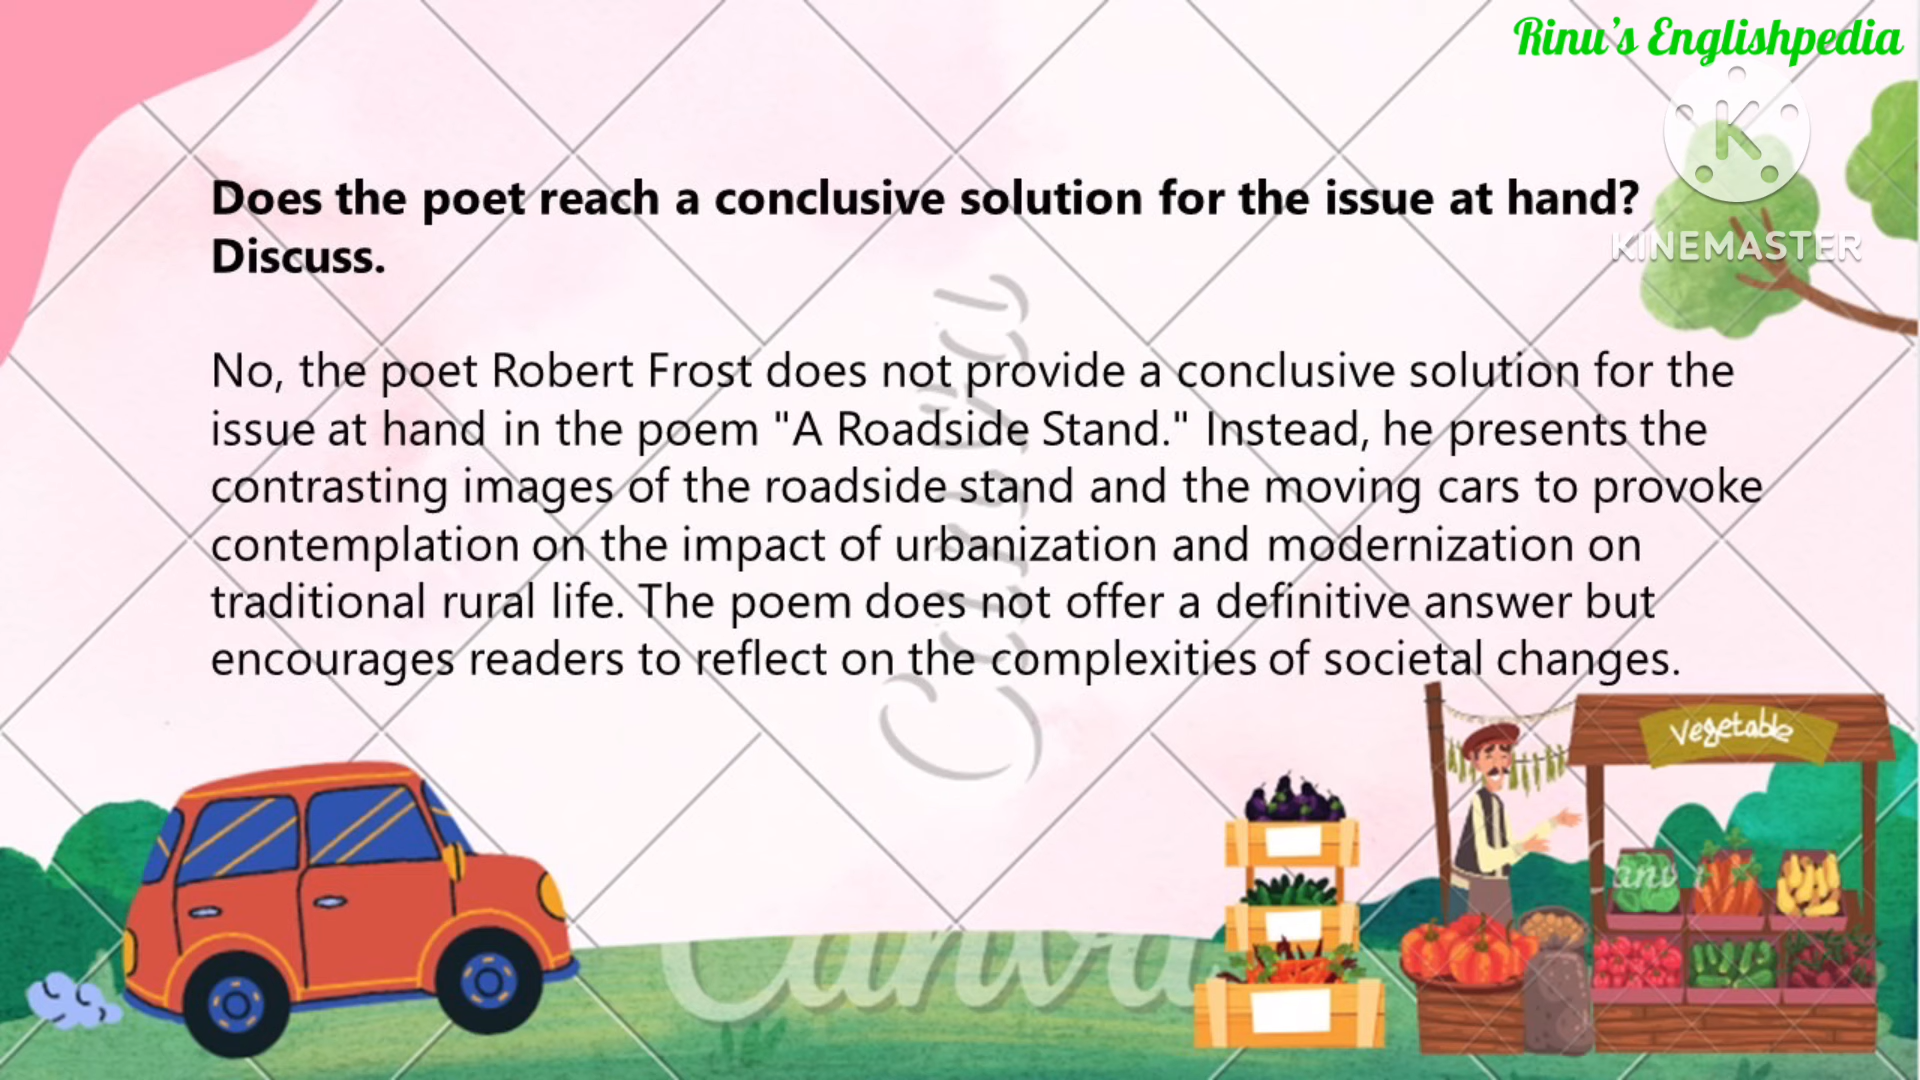 Rinu's Englishpedia
KINEMASTER
Does the poet reach a conclusive solution for the issue at hand?
Discuss.
No, the poet Robert Frost does not provide a conclusive solution for the
issue at hand in the poem "A Roadside Stand." Instead, he presents the
contrasting images of the roadside stand and the moving cars to provoke
contemplation on the impact of urbanization and modernization on
traditional rural life. The poem does not offer a definitive answer but
encourages readers to reflect on the complexities of societal changes.
Canva
vegetable
Canva